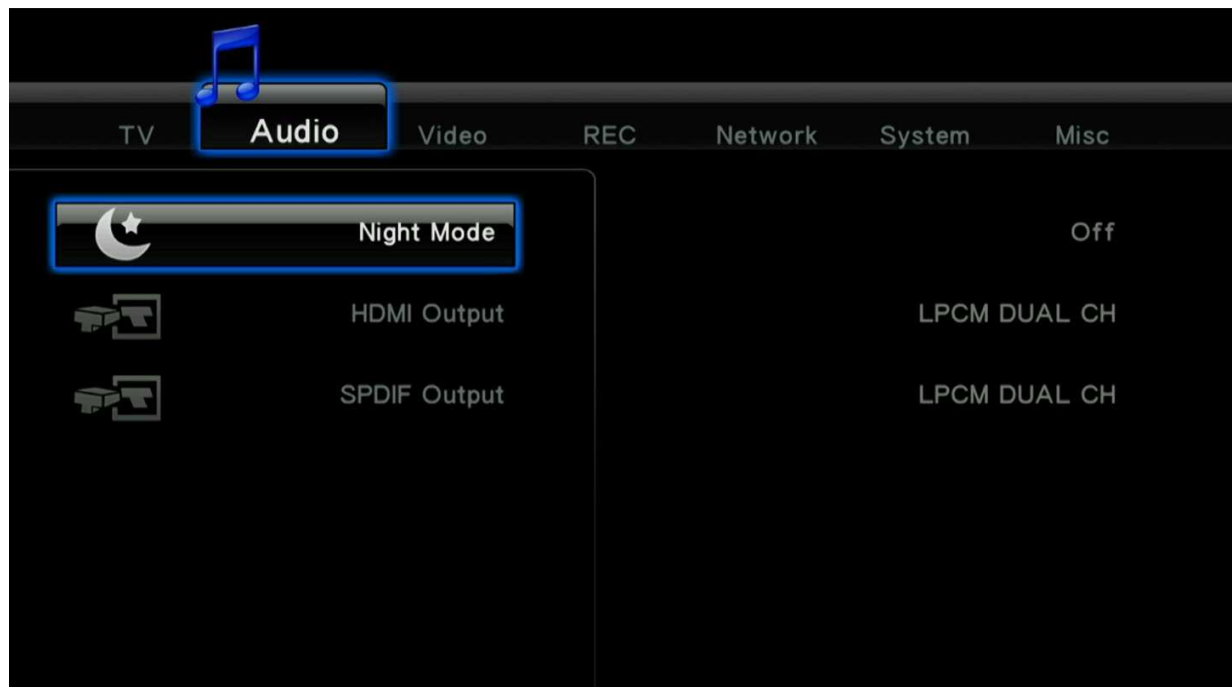 TV Audio Video REC Network System Misc
Night Mode Off
HDMI Output LPCM DUAL CH
SPDIF Output LPCM DUAL CH